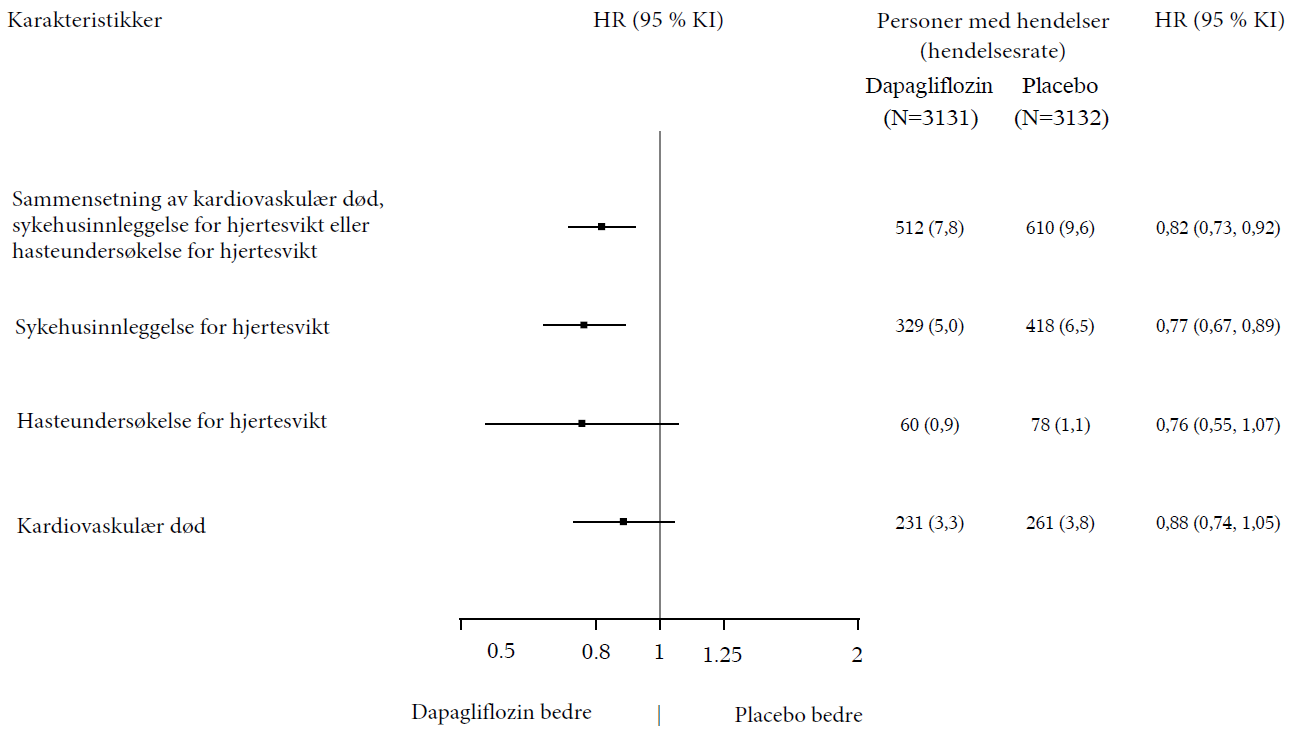 Karakteristikker HR (95 % KI) Personer med hendelser HR (95 % KI)
(hendelsesrate)
Dapagliflozin Placebo
(N=3131) (N=3132)
Sammensetning av kardiovaskulær død,
sykehusinnleggelse for hjertesvikt eller 512 (7,8) 610 (9,6) 0,82 (0,73, 0,92)
hasteundersøkelse for hjertesvikt
Sykehusinnleggelse for hjertesvikt 329 (5,0) 418 (6,5) 0,77 (0,67, 0,89)
Hasteundersøkelse for hjertesvikt 60 (0,9) 78 (1,1) 0,76 (0,55, 1,07)
Kardiovaskulær død 231 (3,3) 261 (3,8) 0,88 (0,74, 1,05)
0.5 0.8 1 1.25 2
Dapagliflozin bedre Placebo bedre